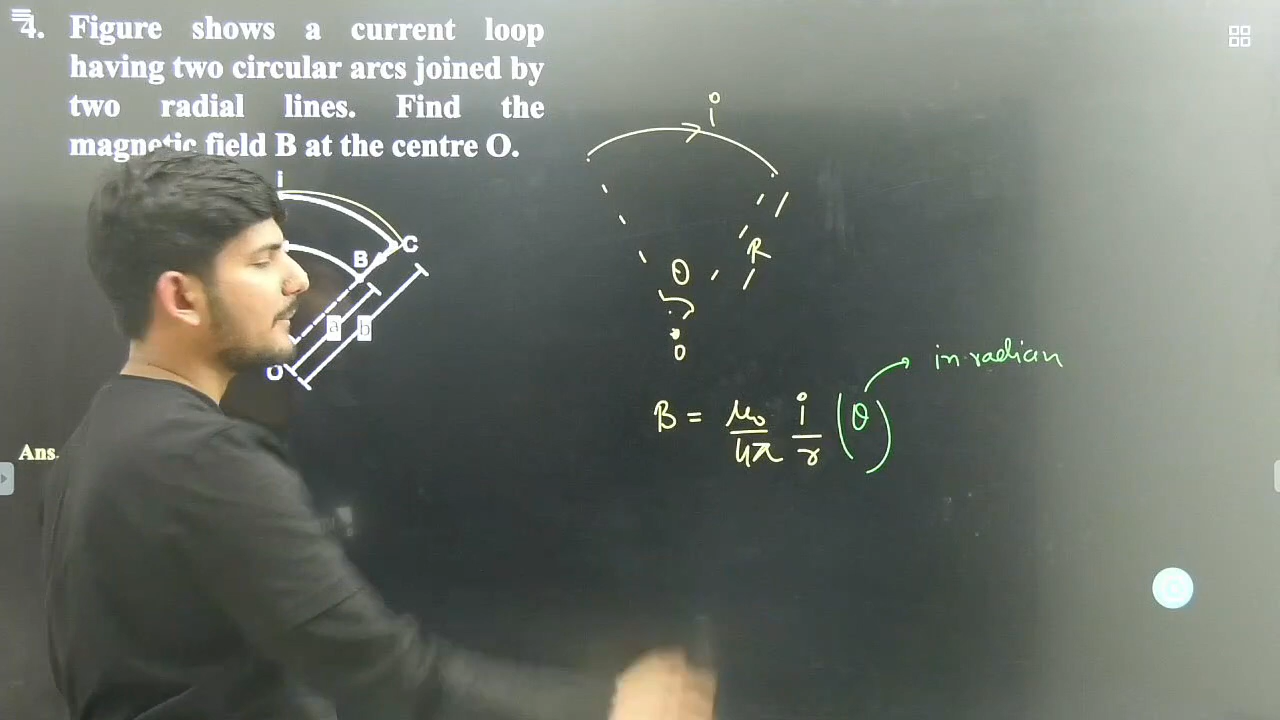 4. Figure shows a current loop
having two circular arcs joined by
two radial lines. Find the
magnetic field B at the centre O.
i
C
B
a
b
O
Ans.
i
R
θ
O
in radian
B = μ₀/4π i/r (θ)